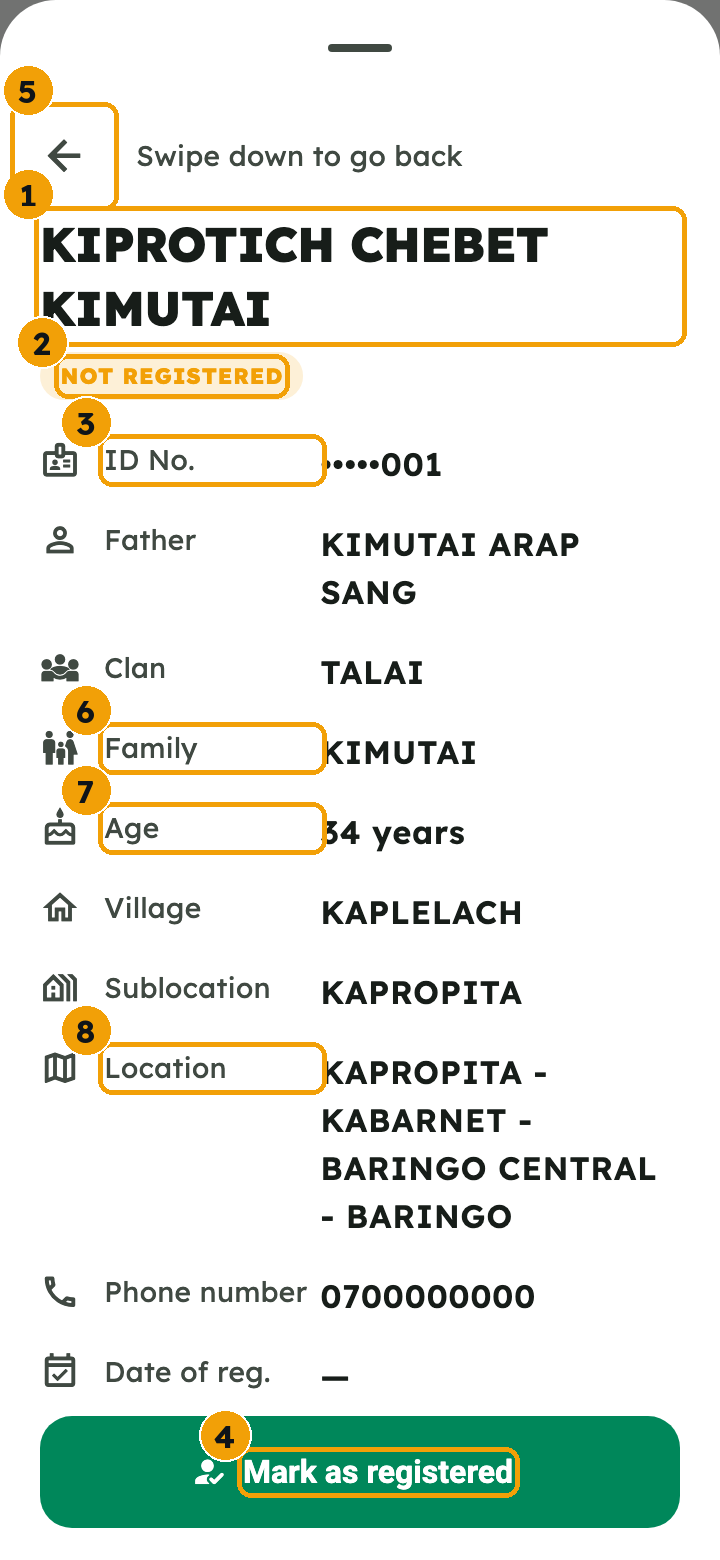 5
Swipe down to go back
1
KIPROTICH CHEBET
KIMUTAI
2
NOT REGISTERED
3
ID No. •••••001
Father KIMUTAI ARAP
SANG
Clan TALAI
6
Family KIMUTAI
7
Age 34 years
Village KAPLELACH
Sublocation KAPROPITA
8
Location KAPROPITA -
KABARNET -
BARINGO CENTRAL
- BARINGO
Phone number 0700000000
Date of reg. —
4
Mark as registered